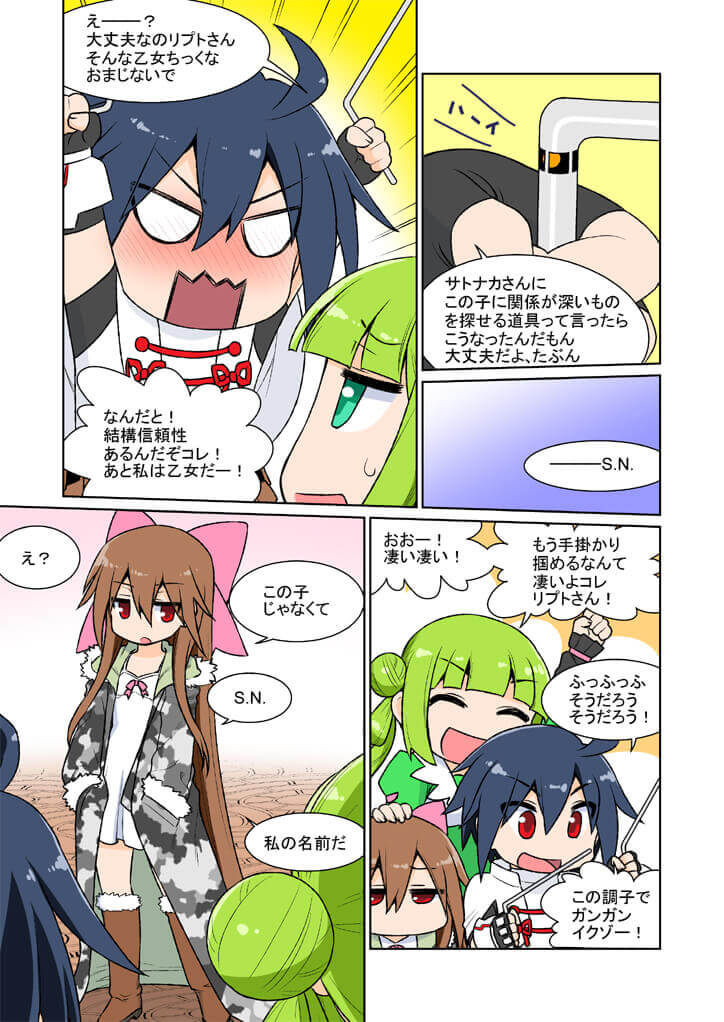 ハーイ
サトナカさんに
この子に関係が深いもの
を探せる道具って言ったら
こうなったんだもん
大丈夫だよ、たぶん
えー――？
大丈夫なのリプトさん
そんな乙女ちっくな
おまじないで
なんだと！
結構信頼性
あるんだぞコレ！
あと私は乙女だー！
―――S.N.
もう手掛かり
掴めるなんて
凄いよコレ
リプトさん！
おおー！
凄い凄い！
ふっふっふ
そうだろう
そうだろう！
この調子で
ガンガン
イクゾー！
この子
じゃなくて
え？
S.N.
私の名前だ